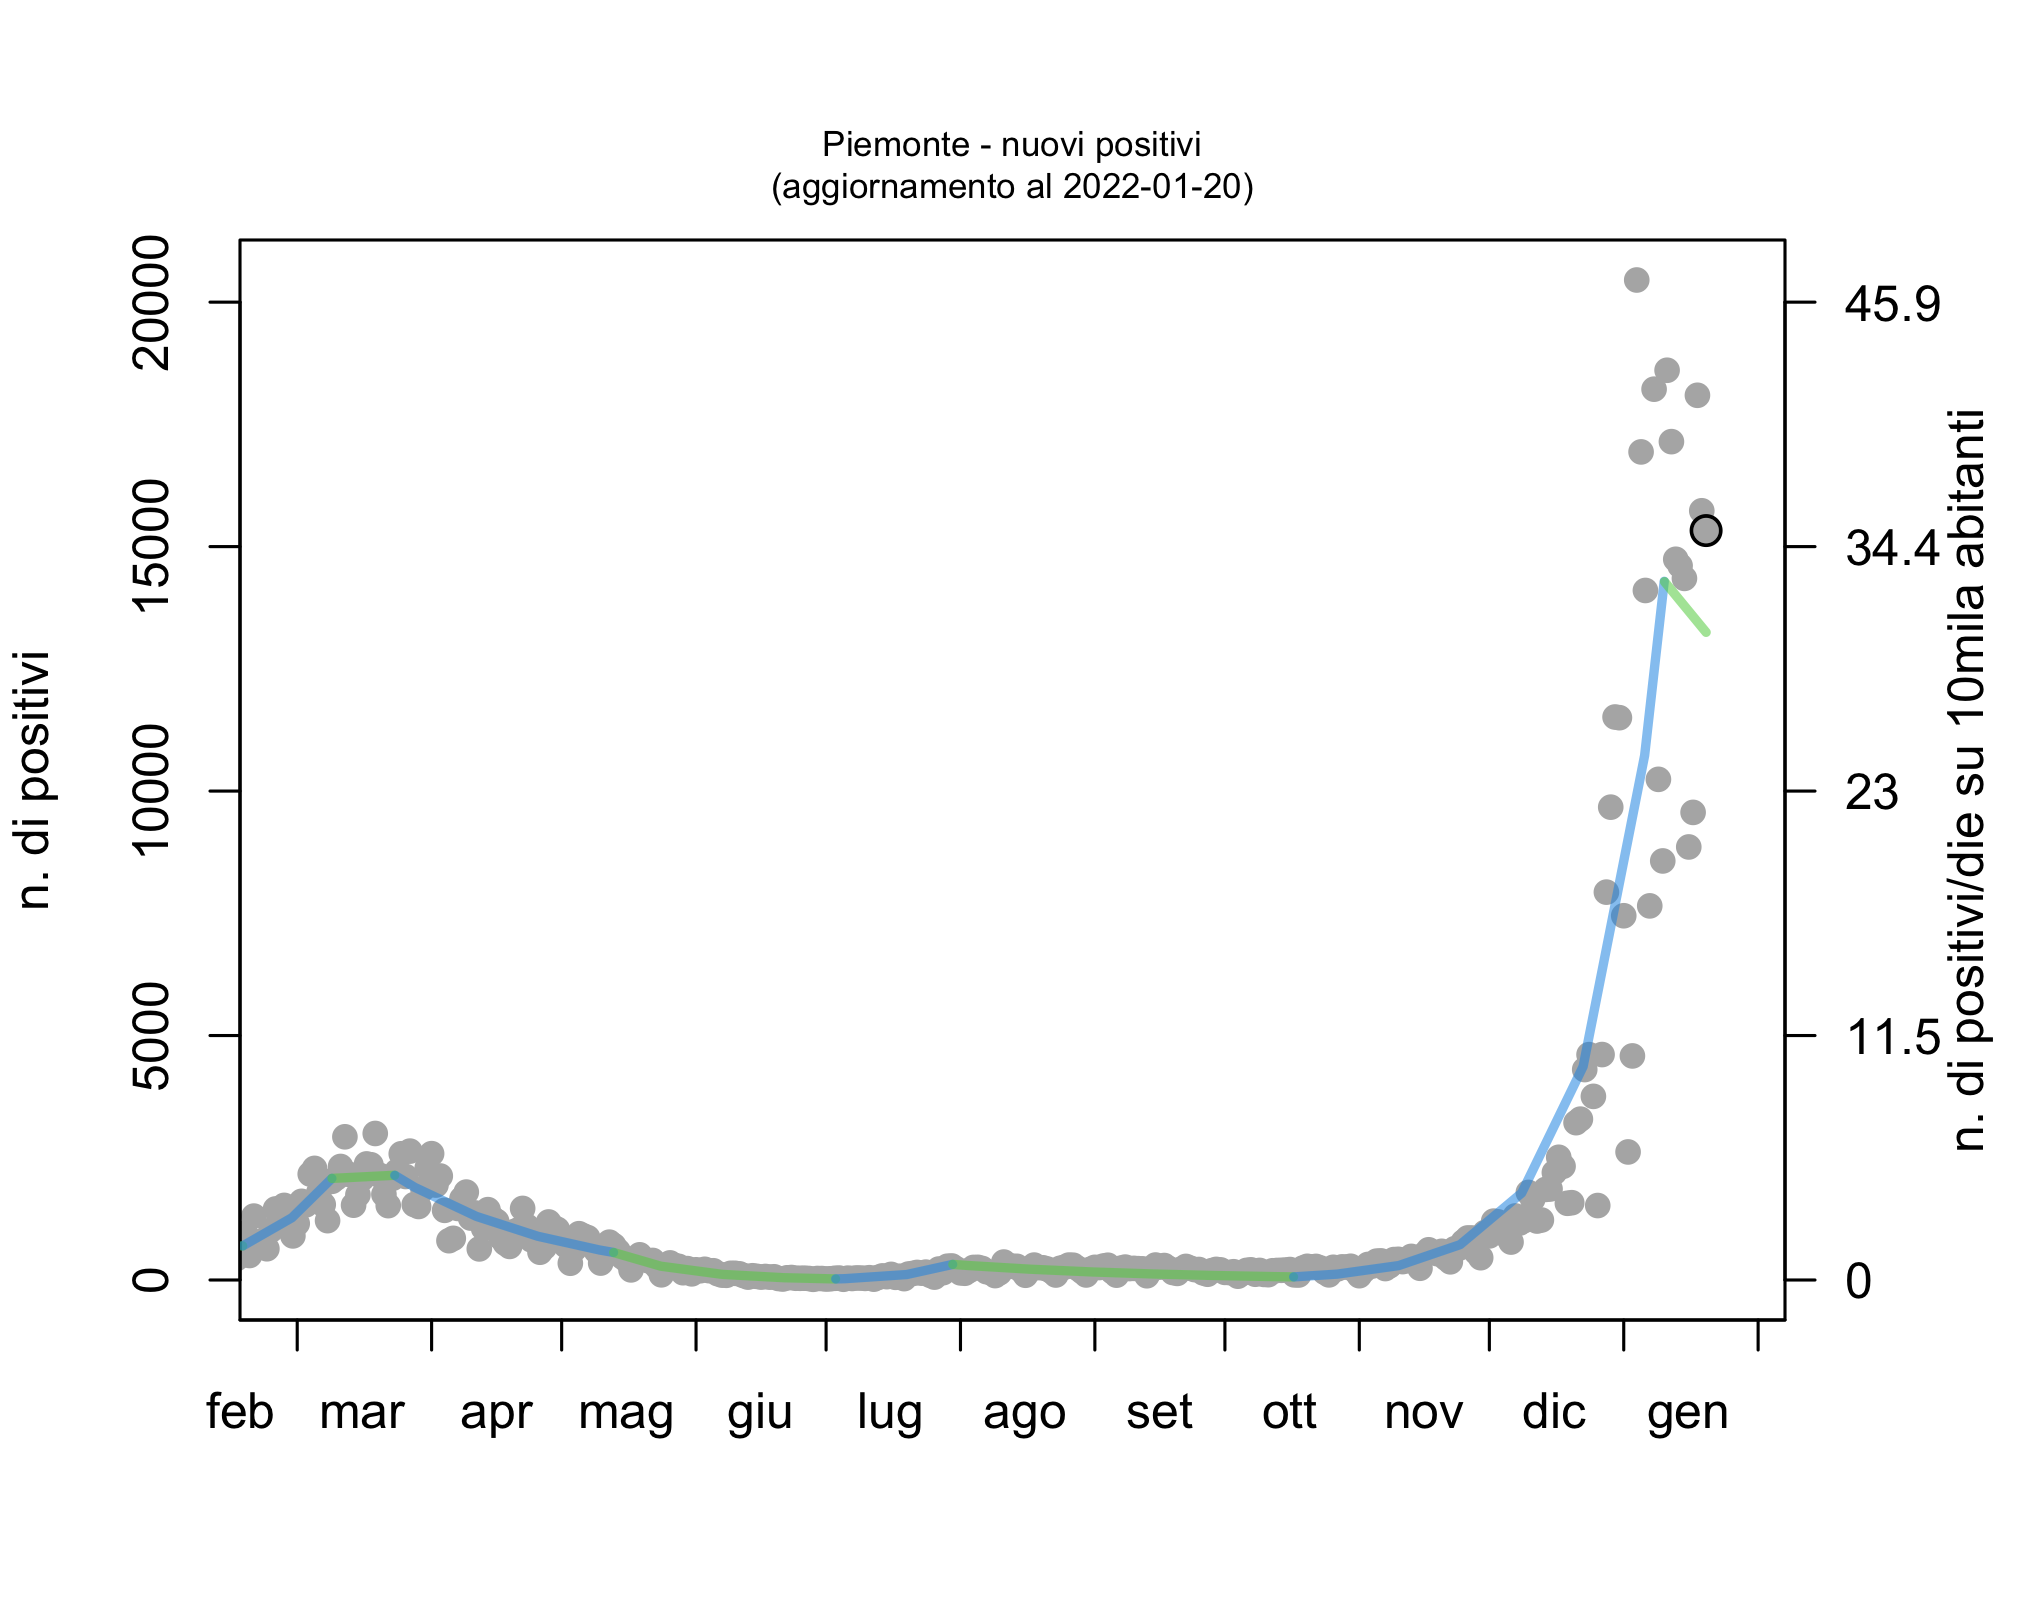 Piemonte - nuovi positivi
(aggiornamento al 2022-01-20)
n. di positivi
20000
15000
10000
5000
0
45.9
34.4
23
11.5
0
n. di positivi/die su 10mila abitanti
feb mar apr mag giu lug ago set ott nov dic gen